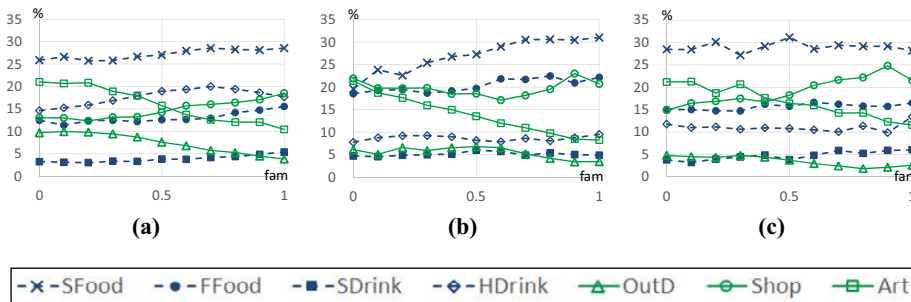 % % %
35 35 35
30 30 30
25 25 25
20 20 20
15 15 15
10 10 10
5 5 5
0 fam 0 fam 0 fam
0 0.5 1 0 0.5 1 0 0.5 1
(a) (b) (c)
SFood FFood SDrink HDrink OutD Shop Art